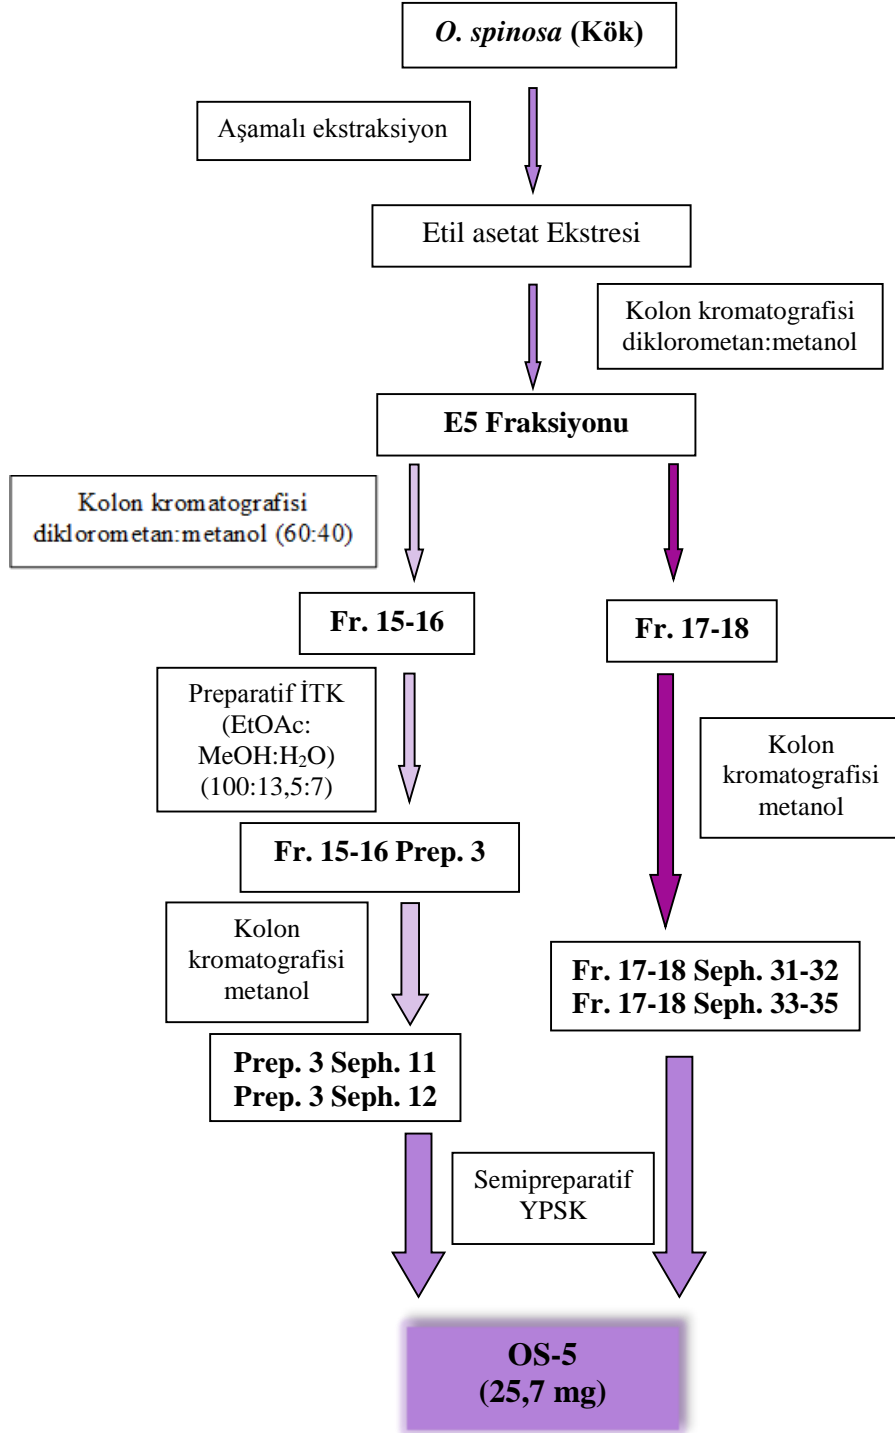 O. spinosa (Kök)
Aşamalı ekstraksiyon
Etil asetat Ekstresi
Kolon kromatografisi
diklorometan:metanol
E5 Fraksiyonu
Kolon kromatografisi
diklorometan:metanol (60:40)
Fr. 15-16
Fr. 17-18
Preparatif İTK
(EtOAc:
MeOH:H₂O)
(100:13,5:7)
Kolon
kromatografisi
metanol
Fr. 15-16 Prep. 3
Kolon
kromatografisi
metanol
Fr. 17-18 Seph. 31-32
Fr. 17-18 Seph. 33-35
Prep. 3 Seph. 11
Prep. 3 Seph. 12
Semipreparatif
YPSK
OS-5
(25,7 mg)